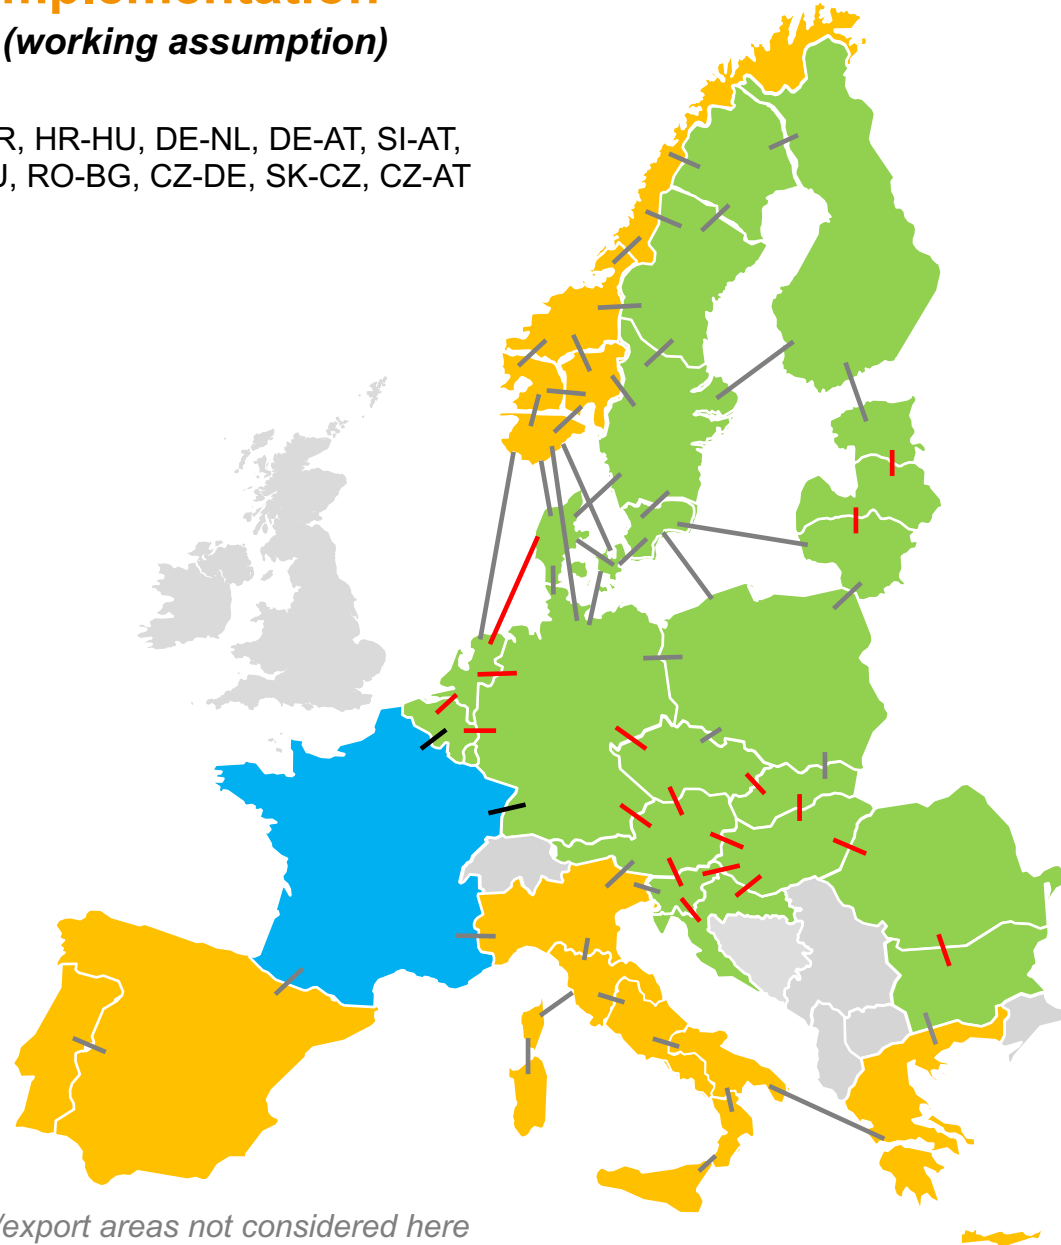 mplementation
(working assumption)
R, HR-HU, DE-NL, DE-AT, SI-AT,
J, RO-BG, CZ-DE, SK-CZ, CZ-AT
/export areas not considered here